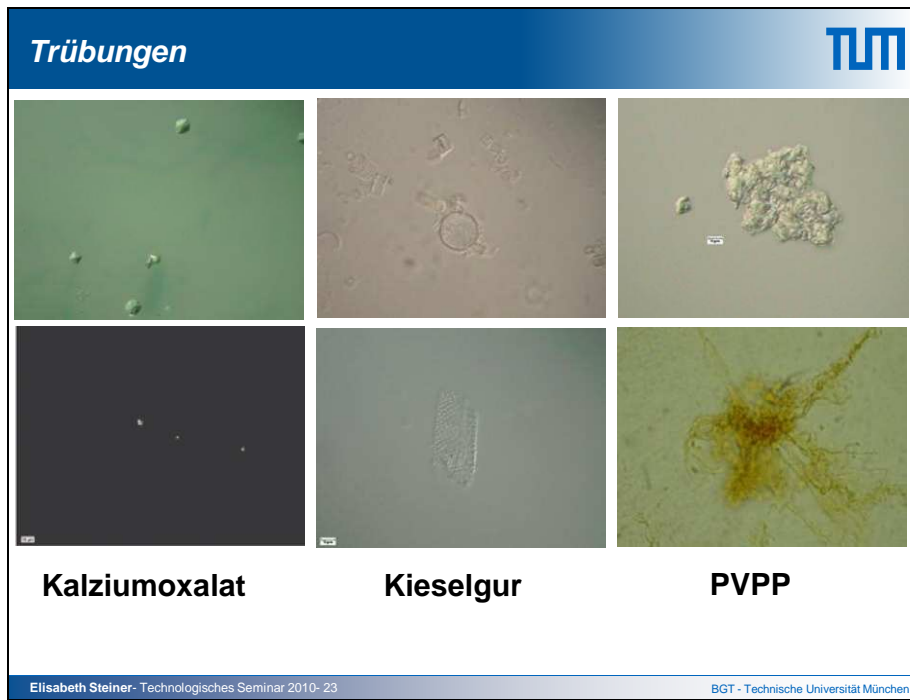 Trübungen
TUM
Kalziumoxalat
Kieselgur
PVPP
Elisabeth Steiner- Technologisches Seminar 2010- 23
BGT - Technische Universität München